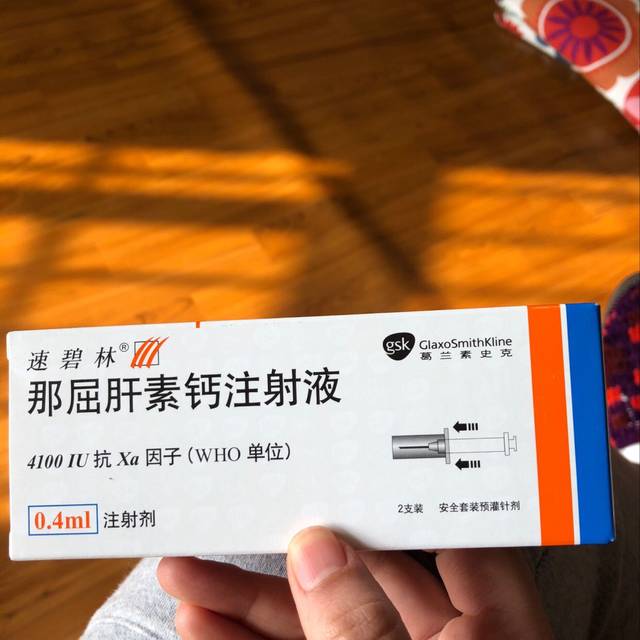 速碧林®
gsk GlaxoSmithKline
葛兰素史克
那屈肝素钙注射液
4100 IU 抗 Xa 因子（WHO 单位）
0.4ml 注射剂
2支装 安全套装预灌针剂